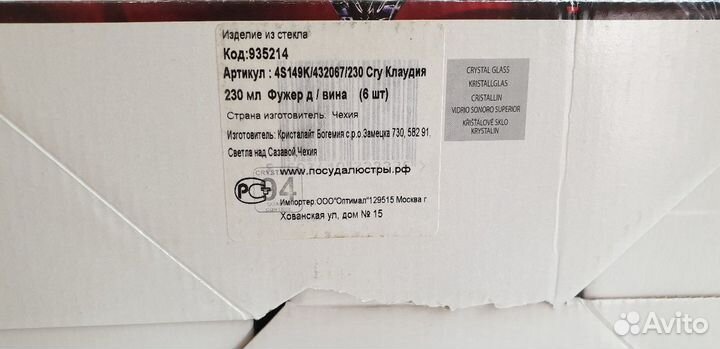 Изделие из стекла
Код:935214
Артикул : 4S149K/432067/230 Cry Клаудия
230 мл Фужер д / вина (6 шт)
Страна изготовитель: Чехия
Изготовитель: Кристалайт Богемия с.р.о.Замецка 730, 582 91,
Светла над Сазавой,Чехия
www.посудалюстры.рф
РСТ
Импортер:ООО"Оптимал"129515 Москва г
Хованская ул, дом № 15
CRYSTAL GLASS
KRISTALLGLAS
CRISTALLIN
VIDRIO SONORO SUPERIOR
KŘIŠŤÁLOVÉ SKLO
KRYSTALIN
Avito